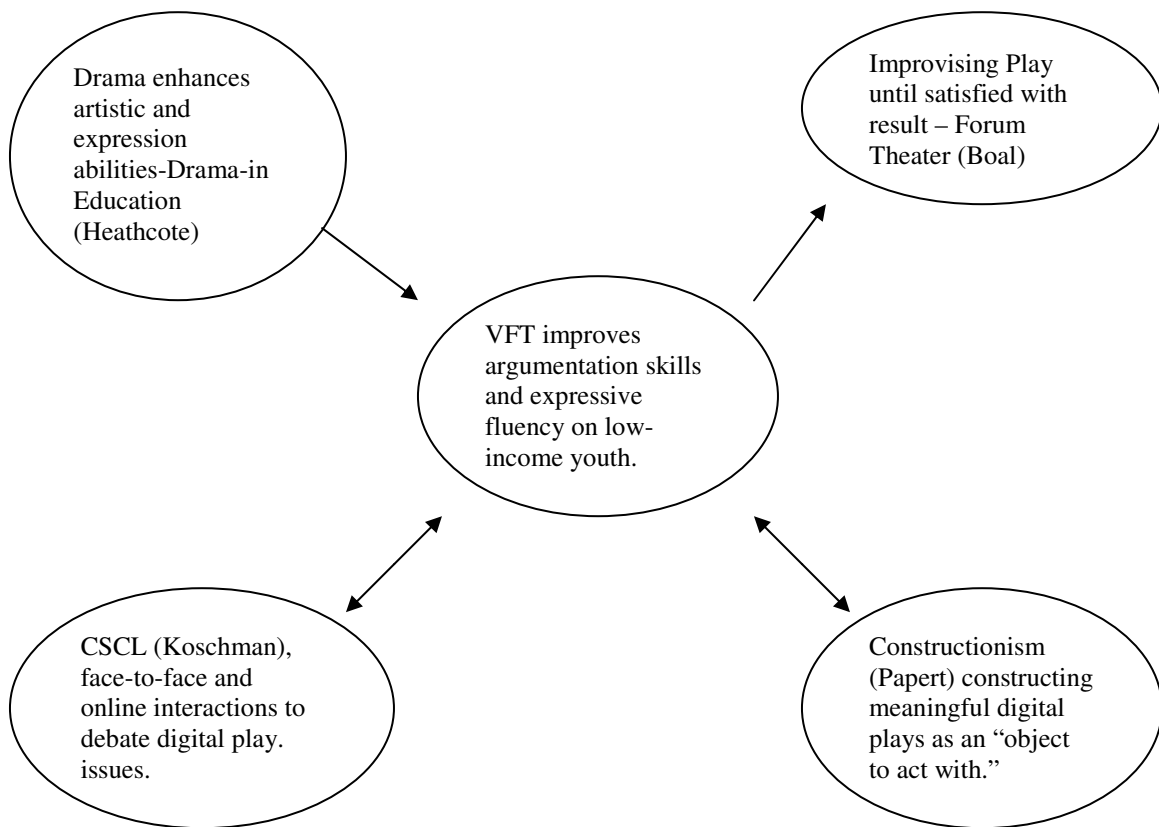 Drama enhances
artistic and
expression
abilities-Drama-in
Education
(Heathcote)
Improvising Play
until satisfied with
result – Forum
Theater (Boal)
VFT improves
argumentation skills
and expressive
fluency on low-
income youth.
CSCL (Koschman),
face-to-face and
online interactions to
debate digital play.
issues.
Constructionism
(Papert) constructing
meaningful digital
plays as an “object
to act with.”